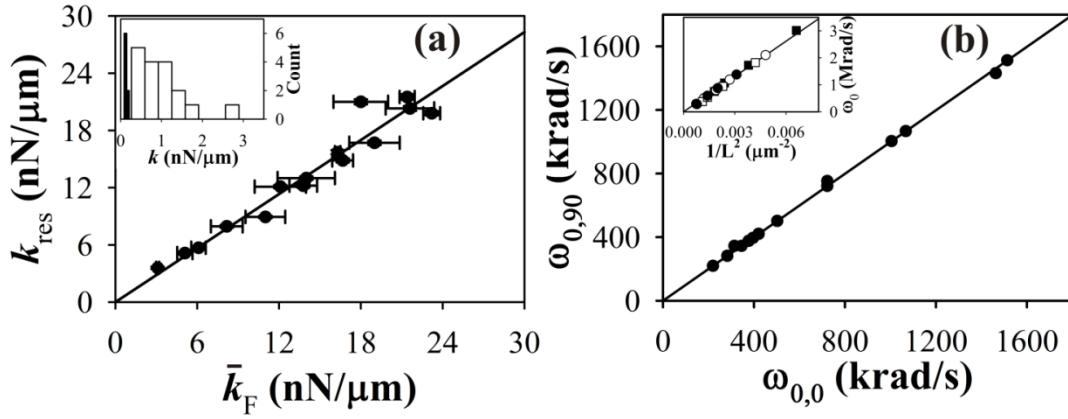 (a)
30
24
18
12
6
0
k_res (nN/μm)
0 6 12 18 24 30
k̄_F (nN/μm)
6
4
2
0
Count
0 1 2 3
k (nN/μm)
(b)
1600
1200
800
400
0
ω_0,90 (krad/s)
0 400 800 1200 1600
ω_0,0 (krad/s)
3
2
1
0
ω_0 (Mrad/s)
0.000 0.003 0.006
1/L² (μm⁻²)